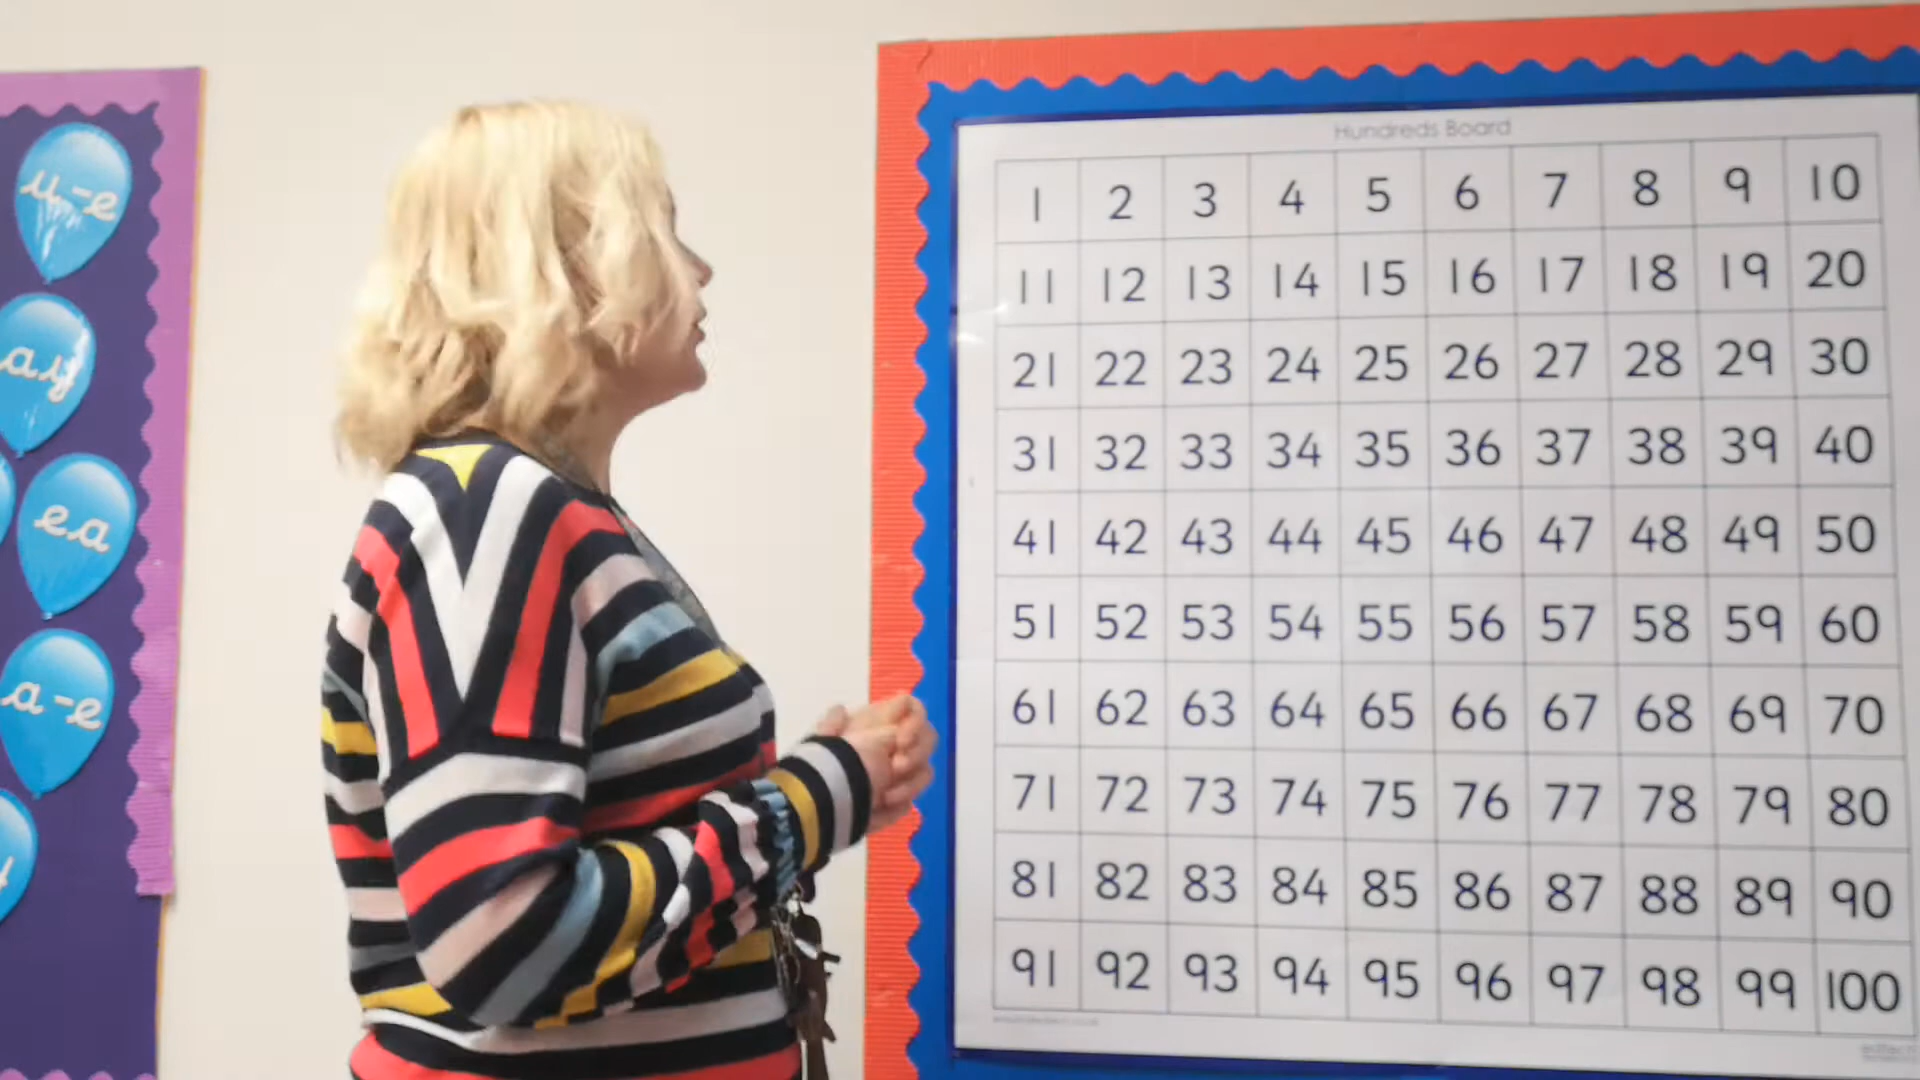 u-e
ay
ea
a-e
Hundreds Board
1 2 3 4 5 6 7 8 9 10
11 12 13 14 15 16 17 18 19 20
21 22 23 24 25 26 27 28 29 30
31 32 33 34 35 36 37 38 39 40
41 42 43 44 45 46 47 48 49 50
51 52 53 54 55 56 57 58 59 60
61 62 63 64 65 66 67 68 69 70
71 72 73 74 75 76 77 78 79 80
81 82 83 84 85 86 87 88 89 90
91 92 93 94 95 96 97 98 99 100